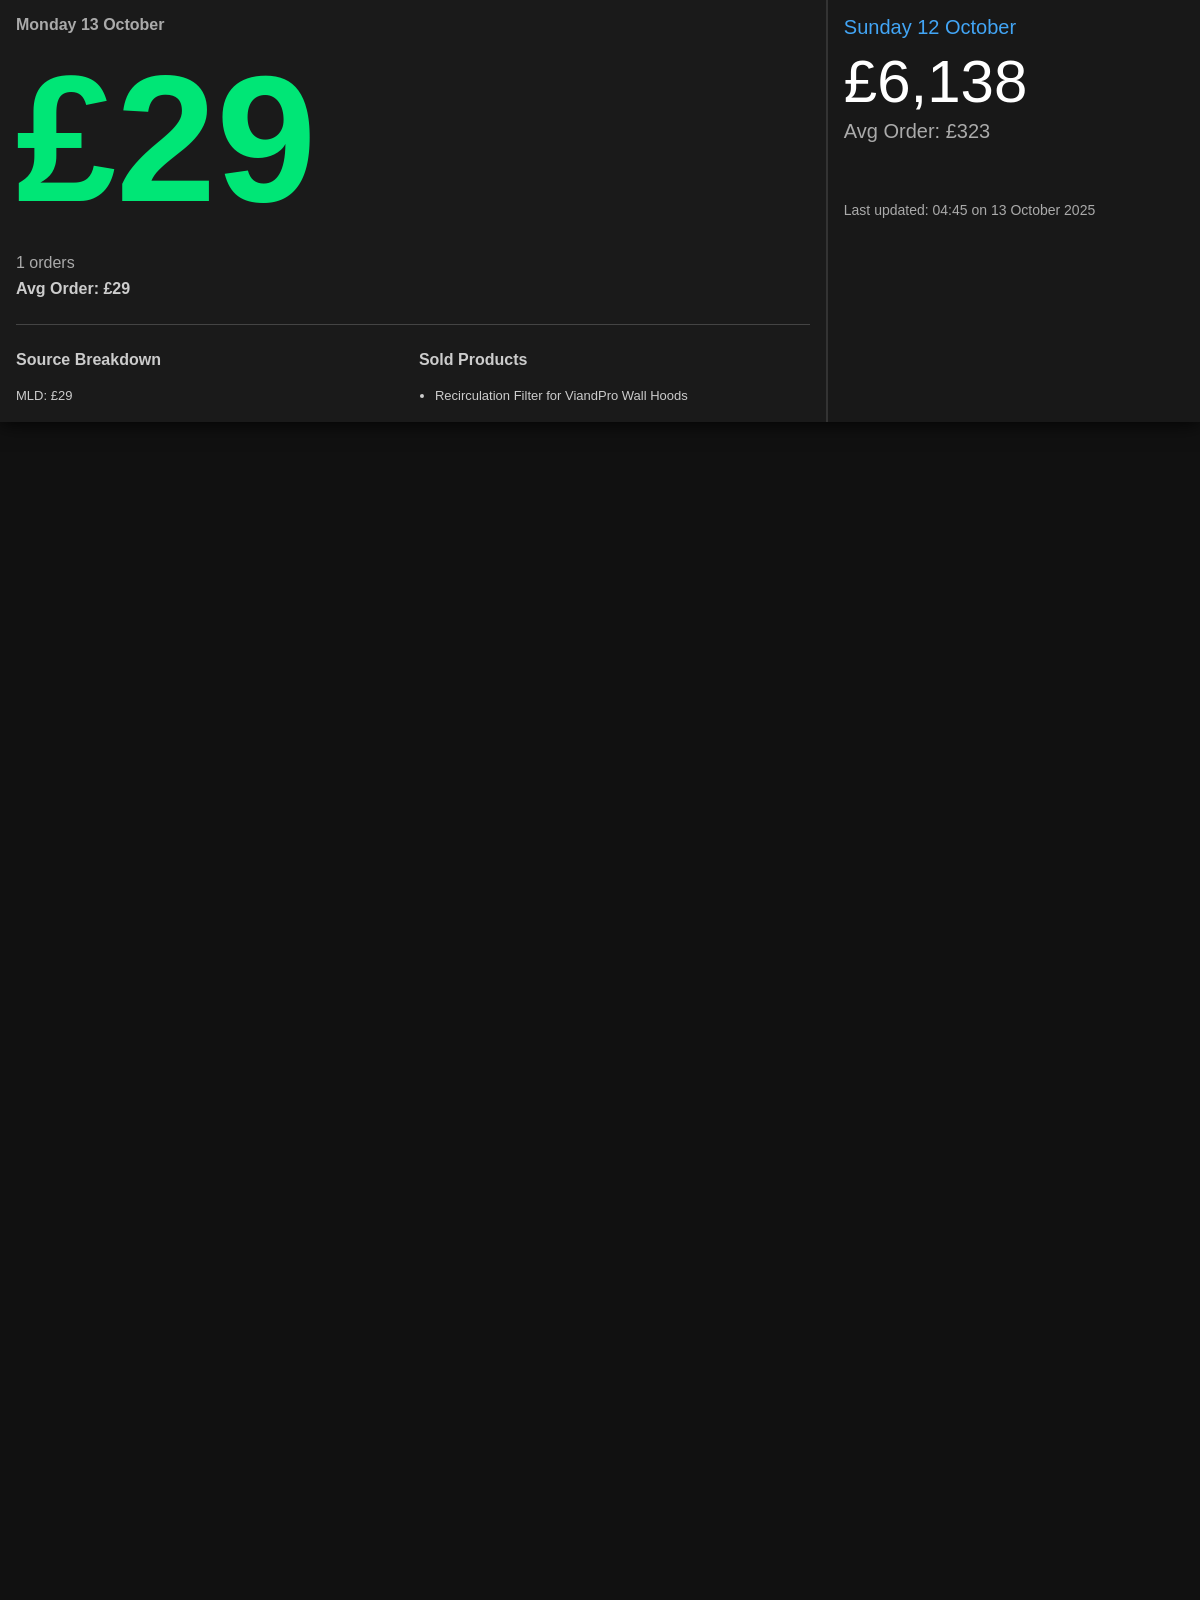 Monday 13 October
£29
1 orders
Avg Order: £29
Source Breakdown
MLD: £29
Sold Products
• Recirculation Filter for ViandPro Wall Hoods
Sunday 12 October
£6,138
Avg Order: £323
Last updated: 04:45 on 13 October 2025